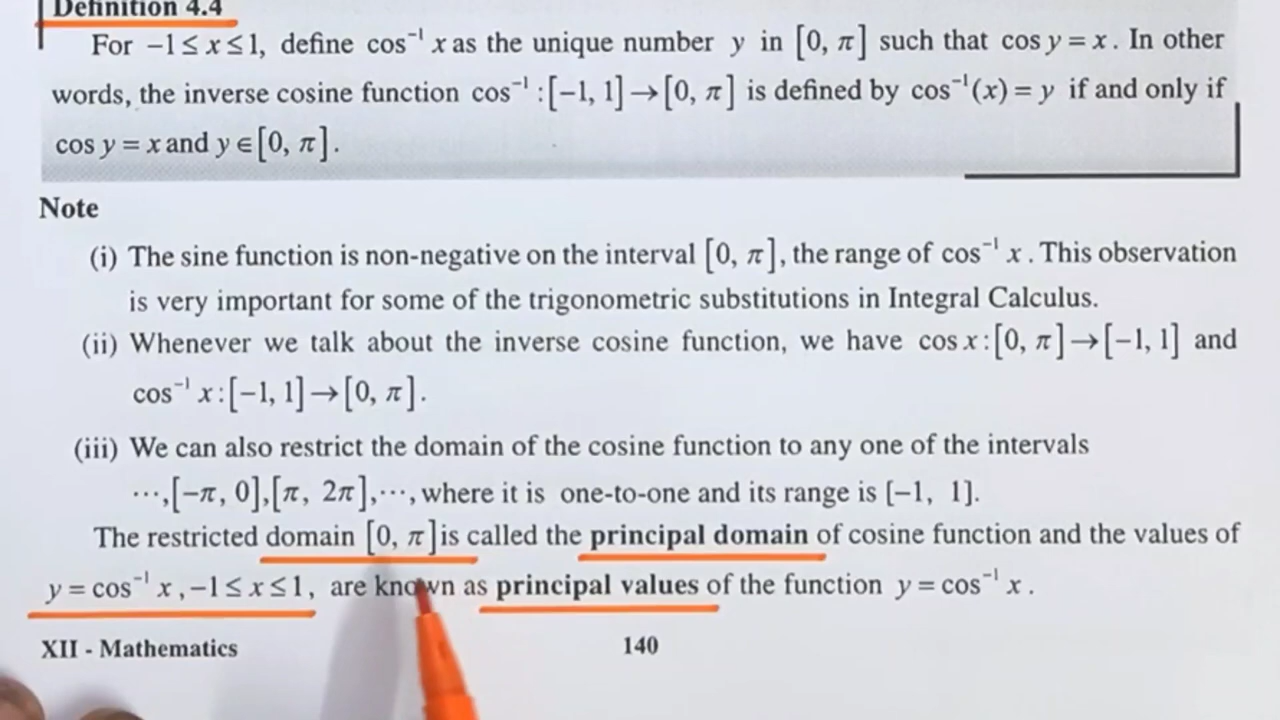 Definition 4.4
For −1 ≤ x ≤ 1, define cos⁻¹ x as the unique number y in [0, π] such that cos y = x. In other
words, the inverse cosine function cos⁻¹ :[−1, 1]→[0, π] is defined by cos⁻¹(x) = y if and only if
cos y = x and y ∈ [0, π].
Note
(i) The sine function is non-negative on the interval [0, π], the range of cos⁻¹ x. This observation
is very important for some of the trigonometric substitutions in Integral Calculus.
(ii) Whenever we talk about the inverse cosine function, we have cos x:[0, π]→[−1, 1] and
cos⁻¹ x:[−1, 1]→[0, π].
(iii) We can also restrict the domain of the cosine function to any one of the intervals
···,[−π, 0],[π, 2π],···, where it is one-to-one and its range is [−1, 1].
The restricted domain [0, π] is called the principal domain of cosine function and the values of
y = cos⁻¹ x, −1 ≤ x ≤ 1, are known as principal values of the function y = cos⁻¹ x.
XII - Mathematics 140